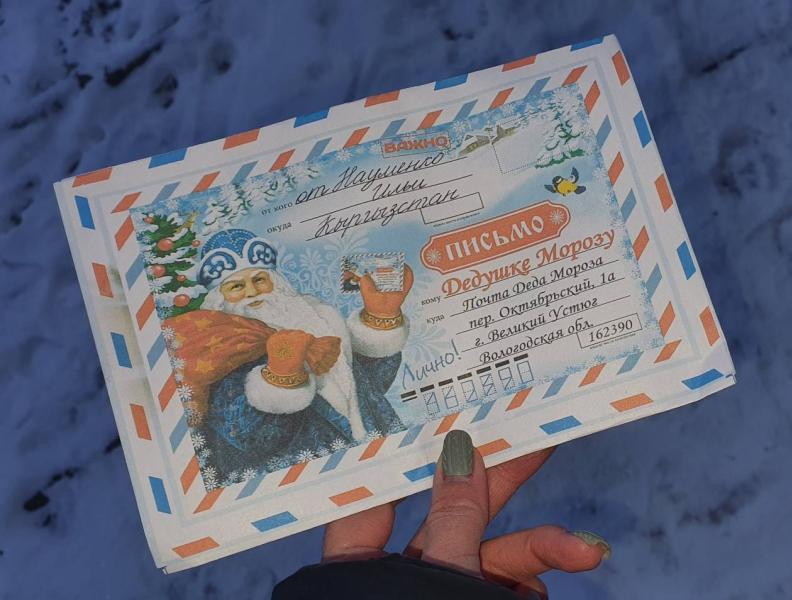 ВАЖНО
от кого от Науменко
Ильи
откуда Кыргызстан
ПИСЬМО
кому Дедушке Морозу
куда Почта Деда Мороза
пер. Октябрьский, 1а
г. Великий Устюг
Вологодская обл.
162390
Лично!